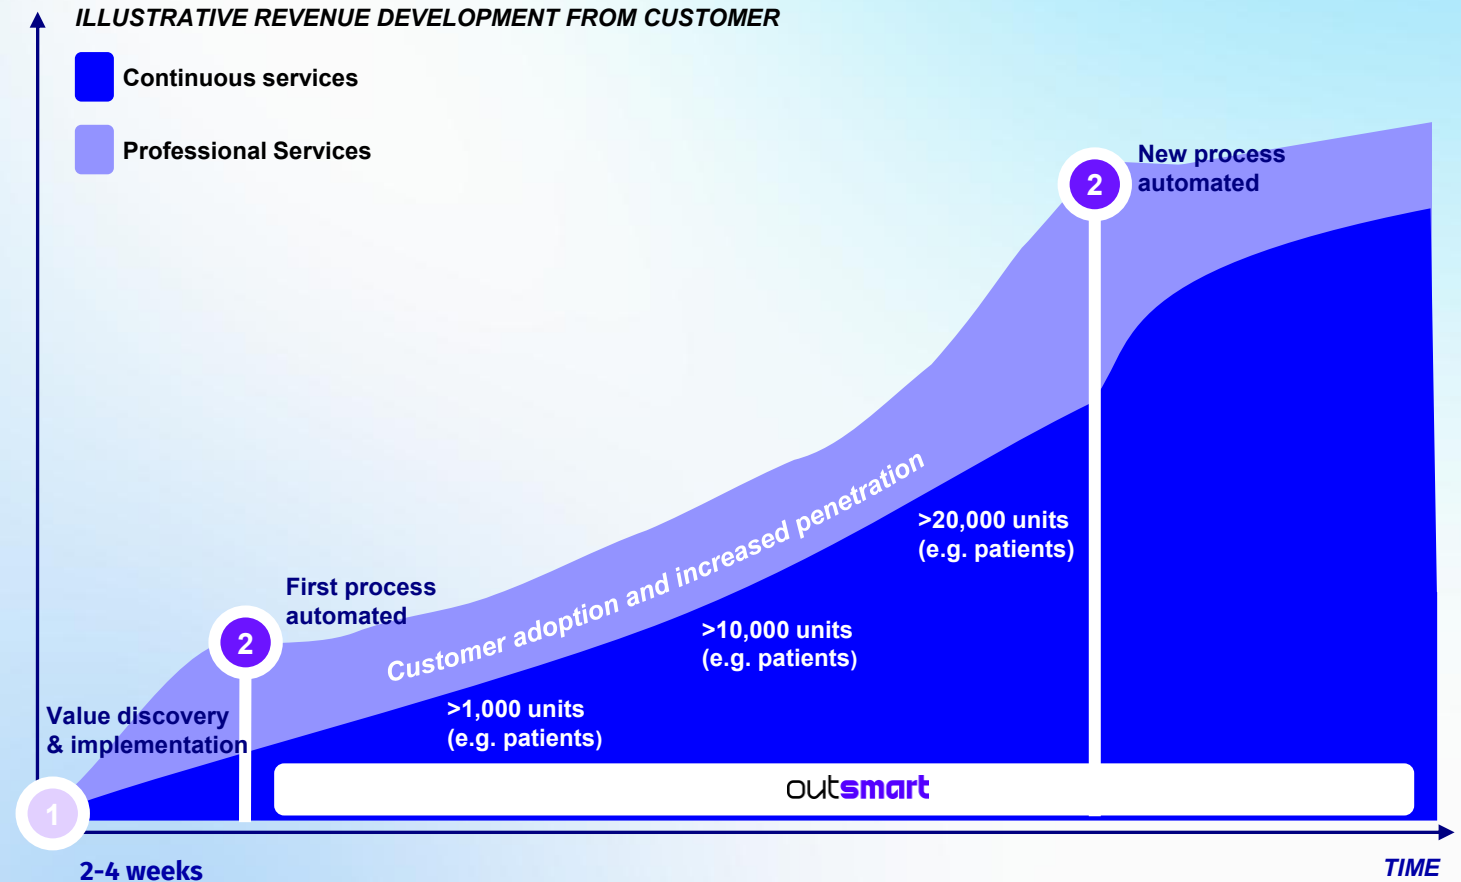 ILLUSTRATIVE REVENUE DEVELOPMENT FROM CUSTOMER
Continuous services
Professional Services
New process
automated
2
Customer adoption and increased penetration
>20,000 units
(e.g. patients)
First process
automated
2
>10,000 units
(e.g. patients)
>1,000 units
(e.g. patients)
Value discovery
& implementation
1
outsmart
2-4 weeks
TIME